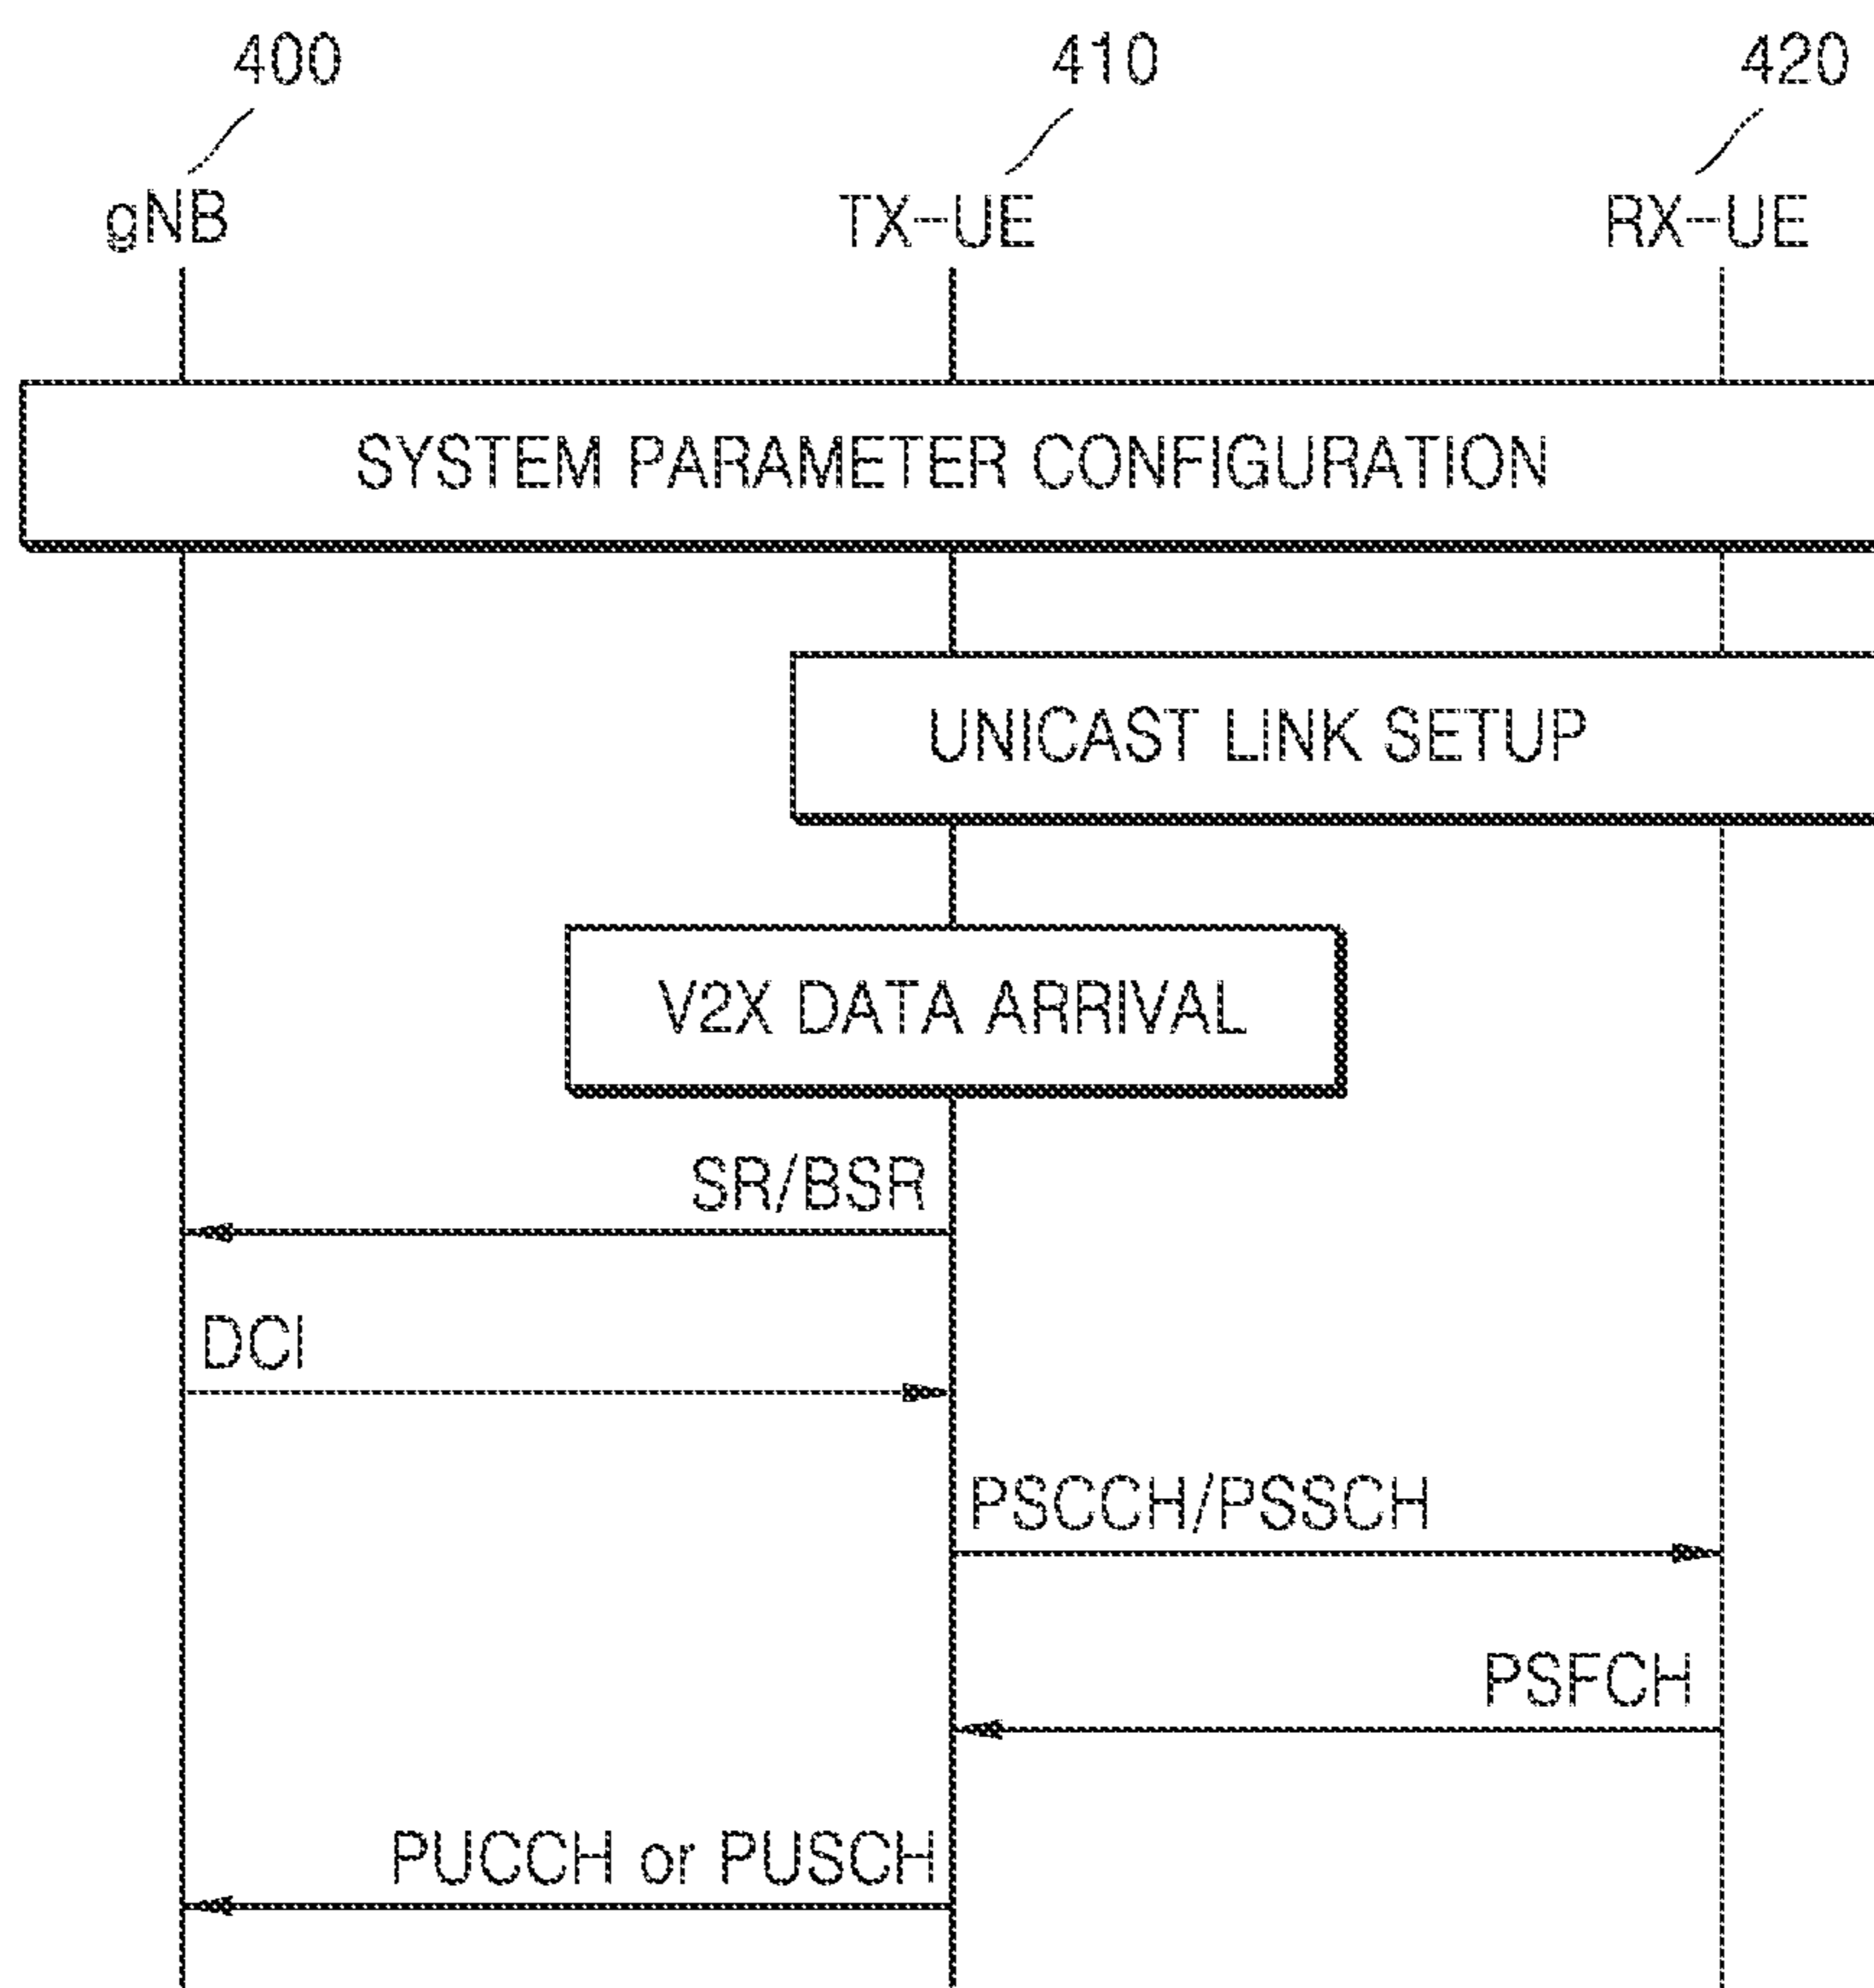 400 410 420
gNB TX-UE RX-UE
SYSTEM PARAMETER CONFIGURATION
UNICAST LINK SETUP
V2X DATA ARRIVAL
SR/BSR
DCI
PSCCH/PSSCH
PSFCH
PUCCH or PUSCH